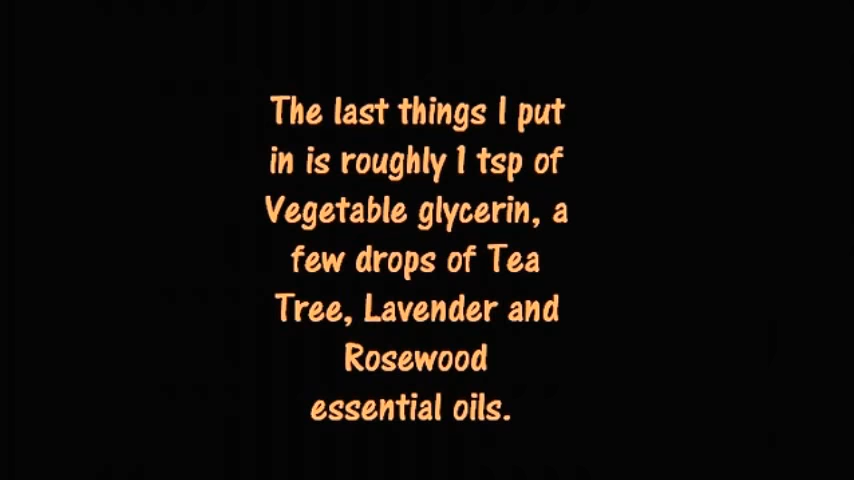 The last things I put
in is roughly 1 tsp of
Vegetable glycerin, a
few drops of Tea
Tree, Lavender and
Rosewood
essential oils.